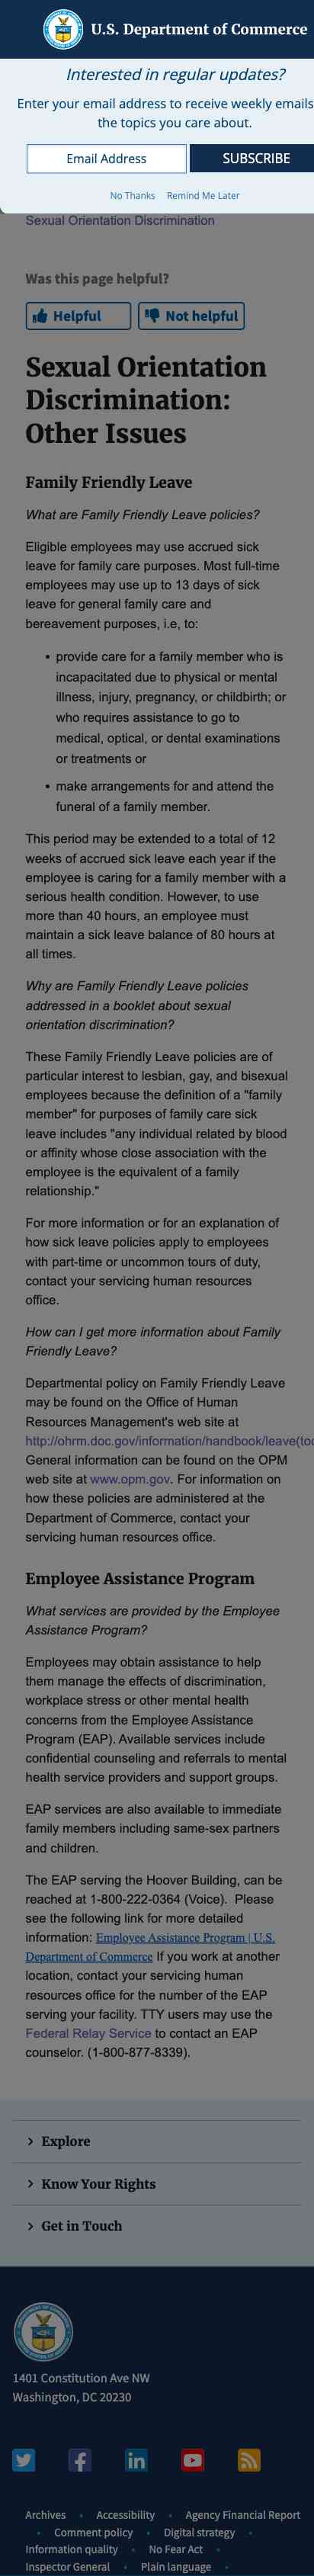 U.S. Department of Commerce
Interested in regular updates?
Enter your email address to receive weekly emails
the topics you care about.
Email Address
SUBSCRIBE
No Thanks Remind Me Later
Sexual Orientation Discrimination
Was this page helpful?
Helpful
Not helpful
Sexual Orientation
Discrimination:
Other Issues
Family Friendly Leave
What are Family Friendly Leave policies?
Eligible employees may use accrued sick
leave for family care purposes. Most full-time
employees may use up to 13 days of sick
leave for general family care and
bereavement purposes, i.e, to:
• provide care for a family member who is
incapacitated due to physical or mental
illness, injury, pregnancy, or childbirth; or
who requires assistance to go to
medical, optical, or dental examinations
or treatments or
• make arrangements for and attend the
funeral of a family member.
This period may be extended to a total of 12
weeks of accrued sick leave each year if the
employee is caring for a family member with a
serious health condition. However, to use
more than 40 hours, an employee must
maintain a sick leave balance of 80 hours at
all times.
Why are Family Friendly Leave policies
addressed in a booklet about sexual
orientation discrimination?
These Family Friendly Leave policies are of
particular interest to lesbian, gay, and bisexual
employees because the definition of a "family
member" for purposes of family care sick
leave includes "any individual related by blood
or affinity whose close association with the
employee is the equivalent of a family
relationship."
For more information or for an explanation of
how sick leave policies apply to employees
with part-time or uncommon tours of duty,
contact your servicing human resources
office.
How can I get more information about Family
Friendly Leave?
Departmental policy on Family Friendly Leave
may be found on the Office of Human
Resources Management's web site at
http://ohrm.doc.gov/information/handbook/leave(to
General information can be found on the OPM
web site at www.opm.gov. For information on
how these policies are administered at the
Department of Commerce, contact your
servicing human resources office.
Employee Assistance Program
What services are provided by the Employee
Assistance Program?
Employees may obtain assistance to help
them manage the effects of discrimination,
workplace stress or other mental health
concerns from the Employee Assistance
Program (EAP). Available services include
confidential counseling and referrals to mental
health service providers and support groups.
EAP services are also available to immediate
family members including same-sex partners
and children.
The EAP serving the Hoover Building, can be
reached at 1-800-222-0364 (Voice).  Please
see the following link for more detailed
information: Employee Assistance Program | U.S.
Department of Commerce If you work at another
location, contact your servicing human
resources office for the number of the EAP
serving your facility. TTY users may use the
Federal Relay Service to contact an EAP
counselor. (1-800-877-8339).
Explore
Know Your Rights
Get in Touch
1401 Constitution Ave NW
Washington, DC 20230
Archives • Accessibility • Agency Financial Report
• Comment policy • Digital strategy •
Information quality • No Fear Act •
Inspector General • Plain language •